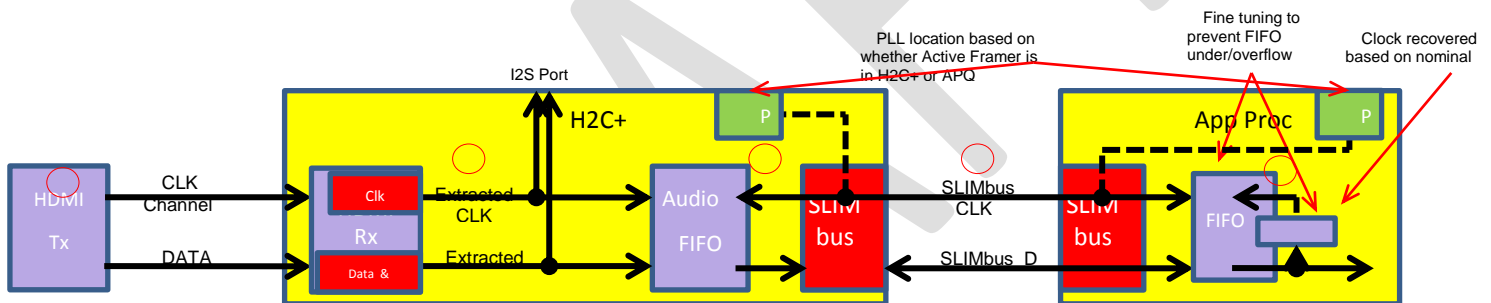 Fine tuning to
prevent FIFO
under/overflow
Clock recovered
based on nominal
PLL location based on
whether Active Framer is
in H2C+ or APQ
I2S Port
H2C+
P
App Proc
P
HDMI
Tx
CLK
Channel
DATA
Clk
Rx
Data &
Extracted
CLK
Extracted
Audio
FIFO
SLIM
bus
SLIMbus
CLK
SLIMbus D
SLIM
bus
FIFO